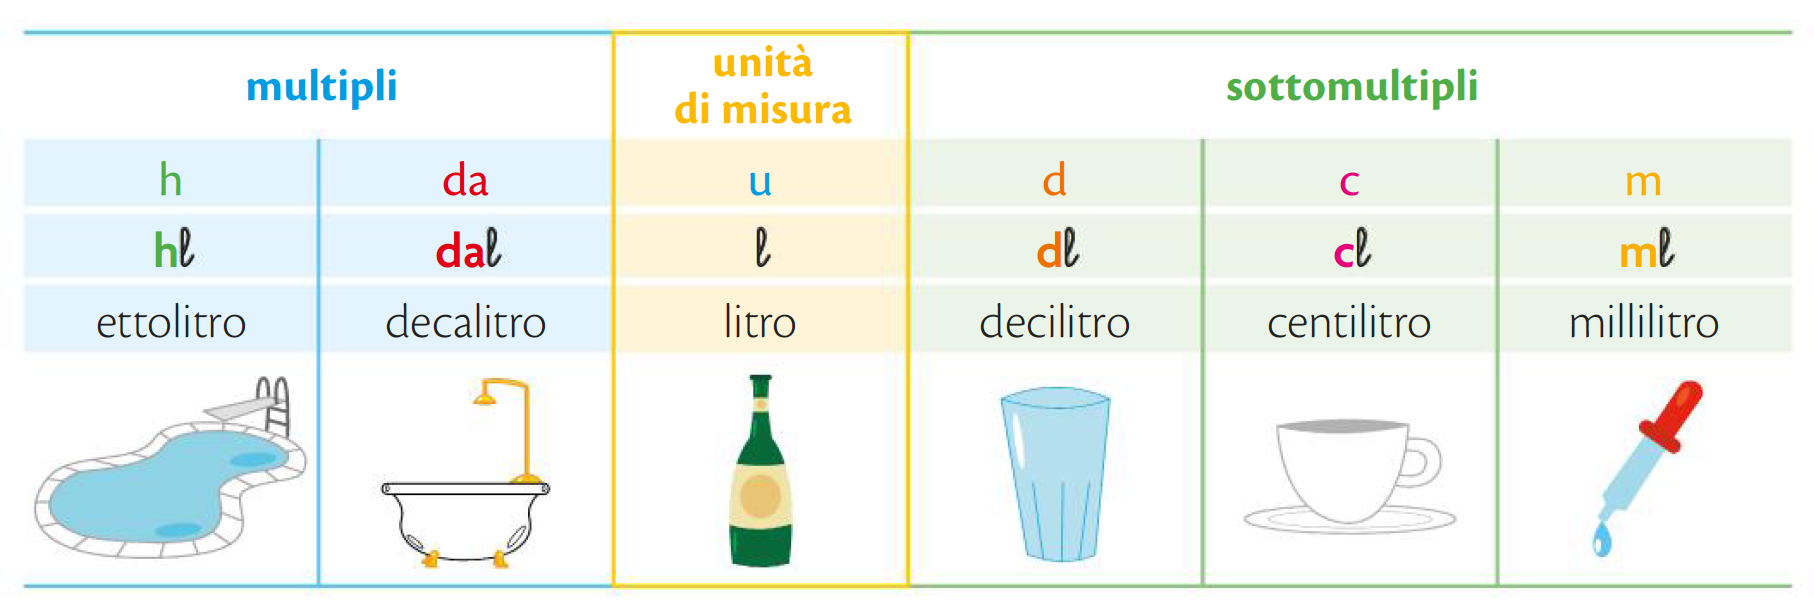 multipli
unità
di misura
sottomultipli
h da u d c m
hl dal l dl cl ml
ettolitro decalitro litro decilitro centilitro millilitro